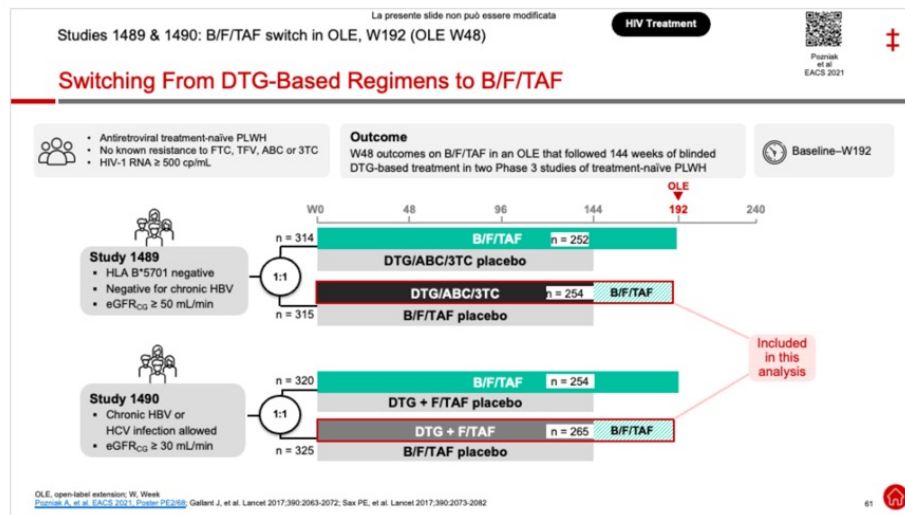 La presente slide non può essere modificata
Studies 1489 & 1490: B/F/TAF switch in OLE, W192 (OLE W48)
HIV Treatment
Pozniak
et al
EACS 2021
‡
Switching From DTG-Based Regimens to B/F/TAF
• Antiretroviral treatment-naïve PLWH
• No known resistance to FTC, TFV, ABC or 3TC
• HIV-1 RNA ≥ 500 cp/mL
Outcome
W48 outcomes on B/F/TAF in an OLE that followed 144 weeks of blinded
DTG-based treatment in two Phase 3 studies of treatment-naïve PLWH
Baseline–W192
OLE
W0 48 96 144 192 240
Study 1489
▪ HLA B*5701 negative
▪ Negative for chronic HBV
▪ eGFRCG ≥ 50 mL/min
1:1
n = 314
B/F/TAF n = 252
DTG/ABC/3TC placebo
DTG/ABC/3TC n = 254 B/F/TAF
n = 315
B/F/TAF placebo
Included
in this
analysis
Study 1490
▪ Chronic HBV or
HCV infection allowed
▪ eGFRCG ≥ 30 mL/min
1:1
n = 320
B/F/TAF n = 254
DTG + F/TAF placebo
DTG + F/TAF n = 265 B/F/TAF
n = 325
B/F/TAF placebo
OLE, open-label extension; W, Week
Pozniak A, et al. EACS 2021, Poster PE2/68; Gallant J, et al. Lancet 2017;390:2063-2072; Sax PE, et al. Lancet 2017;390:2073-2082
61